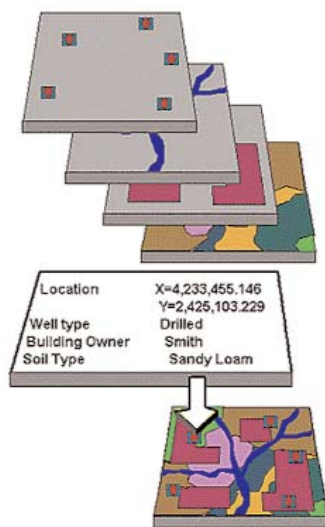 Location X=4,233,455.146
Y=2,425,103.229
Well type Drilled
Building Owner Smith
Soil Type Sandy Loam